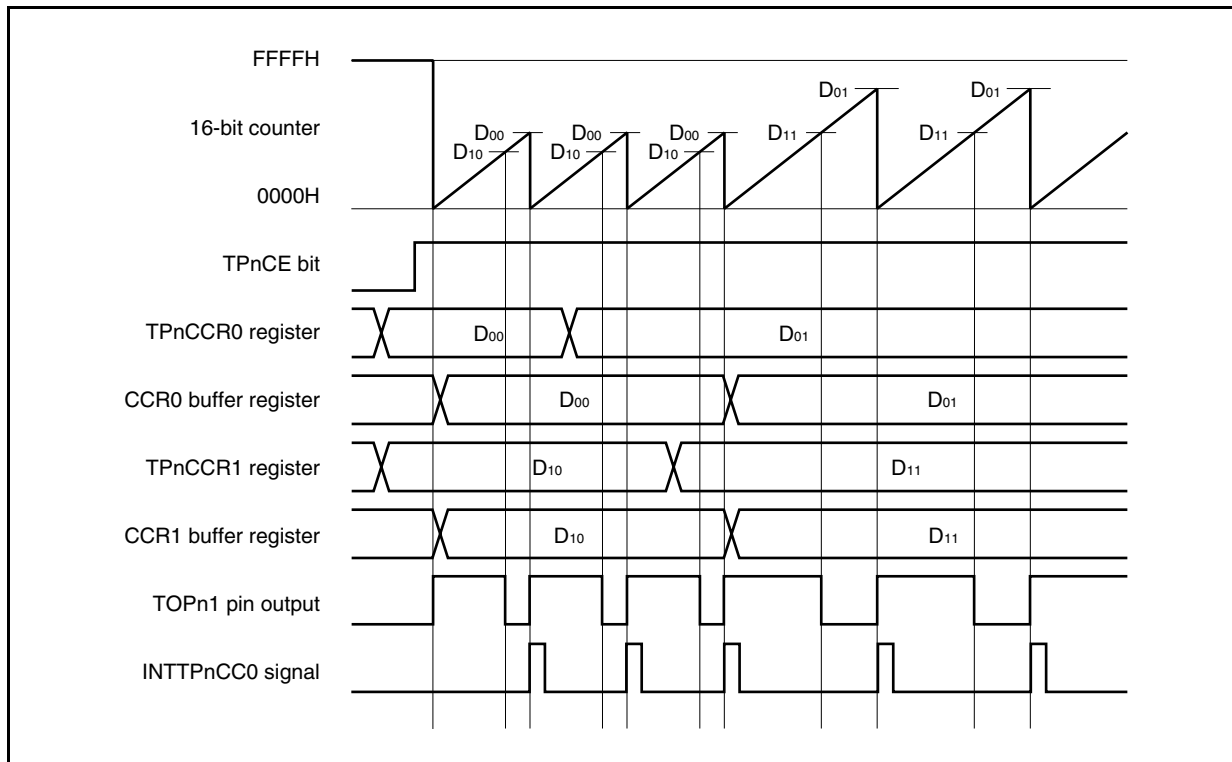 FFFFH
D01 D01
16-bit counter
D00 D00 D00 D11 D11
D10 D10 D10
0000H
TPnCE bit
TPnCCR0 register D00 D01
CCR0 buffer register D00 D01
TPnCCR1 register D10 D11
CCR1 buffer register D10 D11
TOPn1 pin output
INTTPnCC0 signal